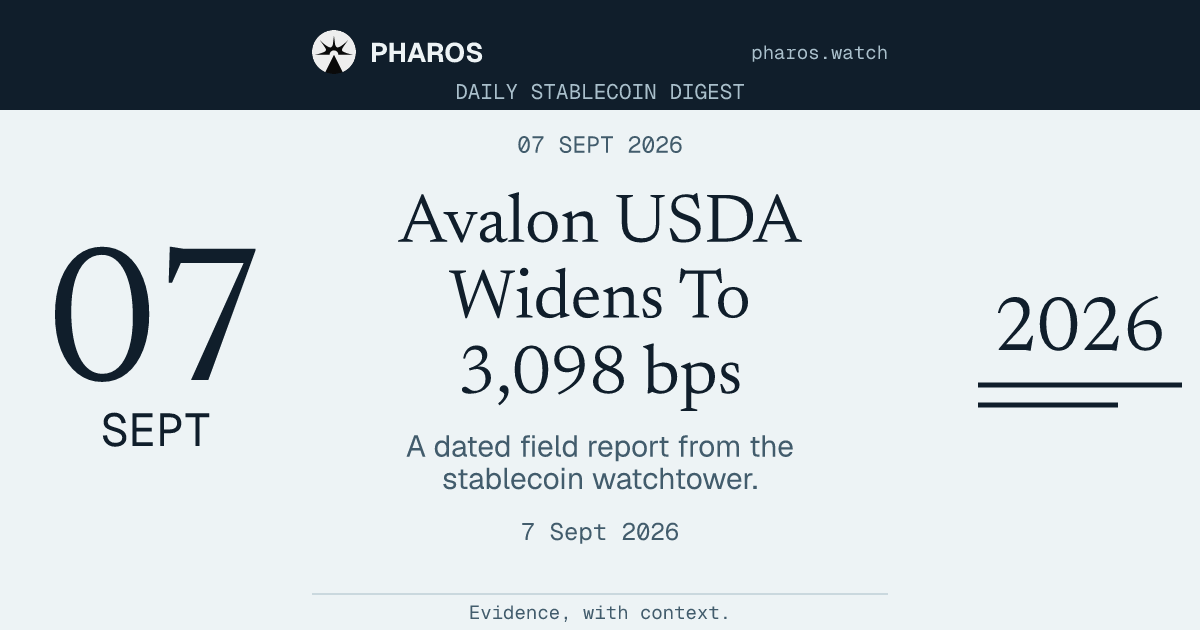 PHAROS
pharos.watch
DAILY STABLECOIN DIGEST
07 SEPT 2026
07
SEPT
Avalon USDA
Widens To
3,098 bps
2026
A dated field report from the
stablecoin watchtower.
7 Sept 2026
Evidence, with context.